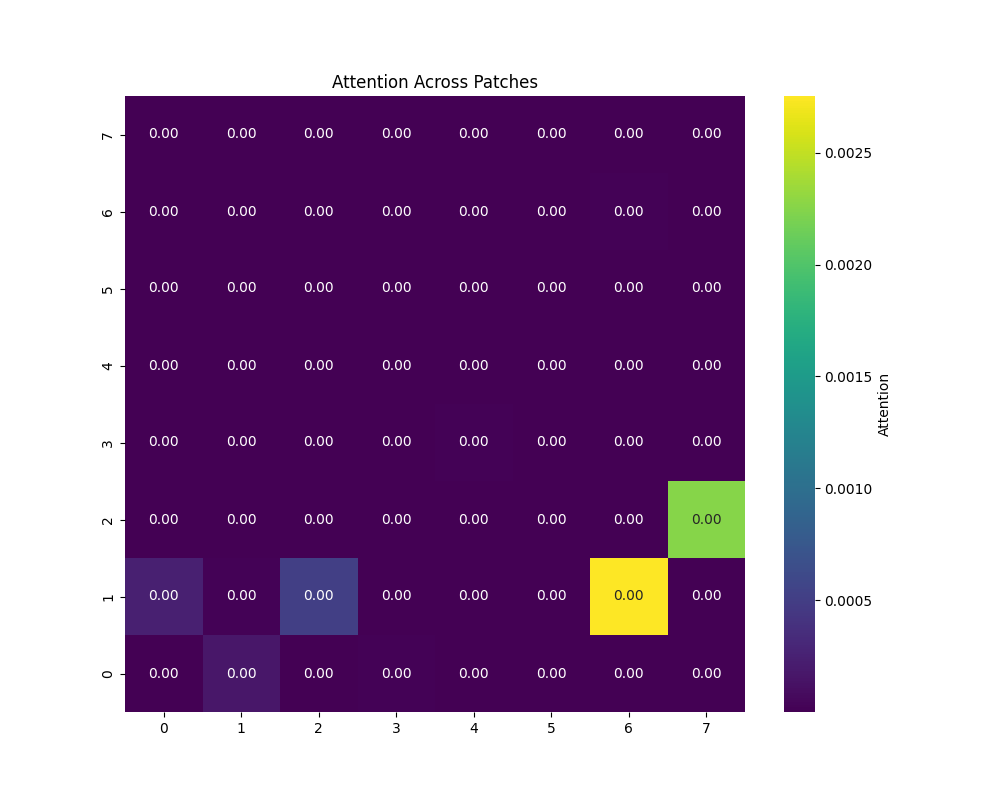 Attention Across Patches
7 0.00 0.00 0.00 0.00 0.00 0.00 0.00 0.00
0.0025
6 0.00 0.00 0.00 0.00 0.00 0.00 0.00 0.00
0.0020
5 0.00 0.00 0.00 0.00 0.00 0.00 0.00 0.00
4 0.00 0.00 0.00 0.00 0.00 0.00 0.00 0.00
0.0015
Attention
3 0.00 0.00 0.00 0.00 0.00 0.00 0.00 0.00
0.0010
2 0.00 0.00 0.00 0.00 0.00 0.00 0.00 0.00
1 0.00 0.00 0.00 0.00 0.00 0.00 0.00 0.00
0.0005
0 0.00 0.00 0.00 0.00 0.00 0.00 0.00 0.00
0 1 2 3 4 5 6 7